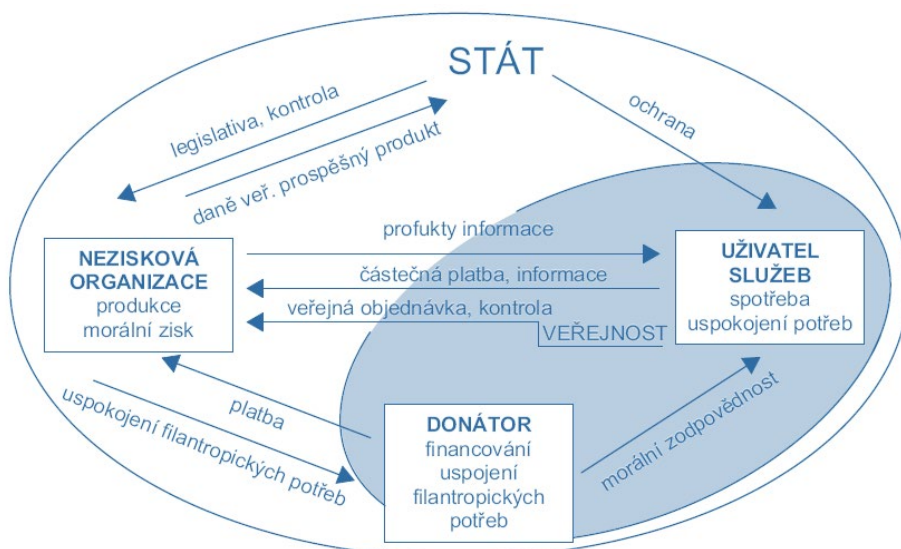 STÁT
legislativa, kontrola
ochrana
daně veř. prospěšný produkt
profukty informace
NEZISKOVÁ
ORGANIZACE
produkce
morální zisk
UŽIVATEL
SLUŽEB
spotřeba
uspokojení potřeb
částečná platba, informace
veřejná objednávka, kontrola
VEŘEJNOST
uspokojení filantropických potřeb
platba
DONÁTOR
financování
uspojení
filantropických
potřeb
morální zodpovědnost